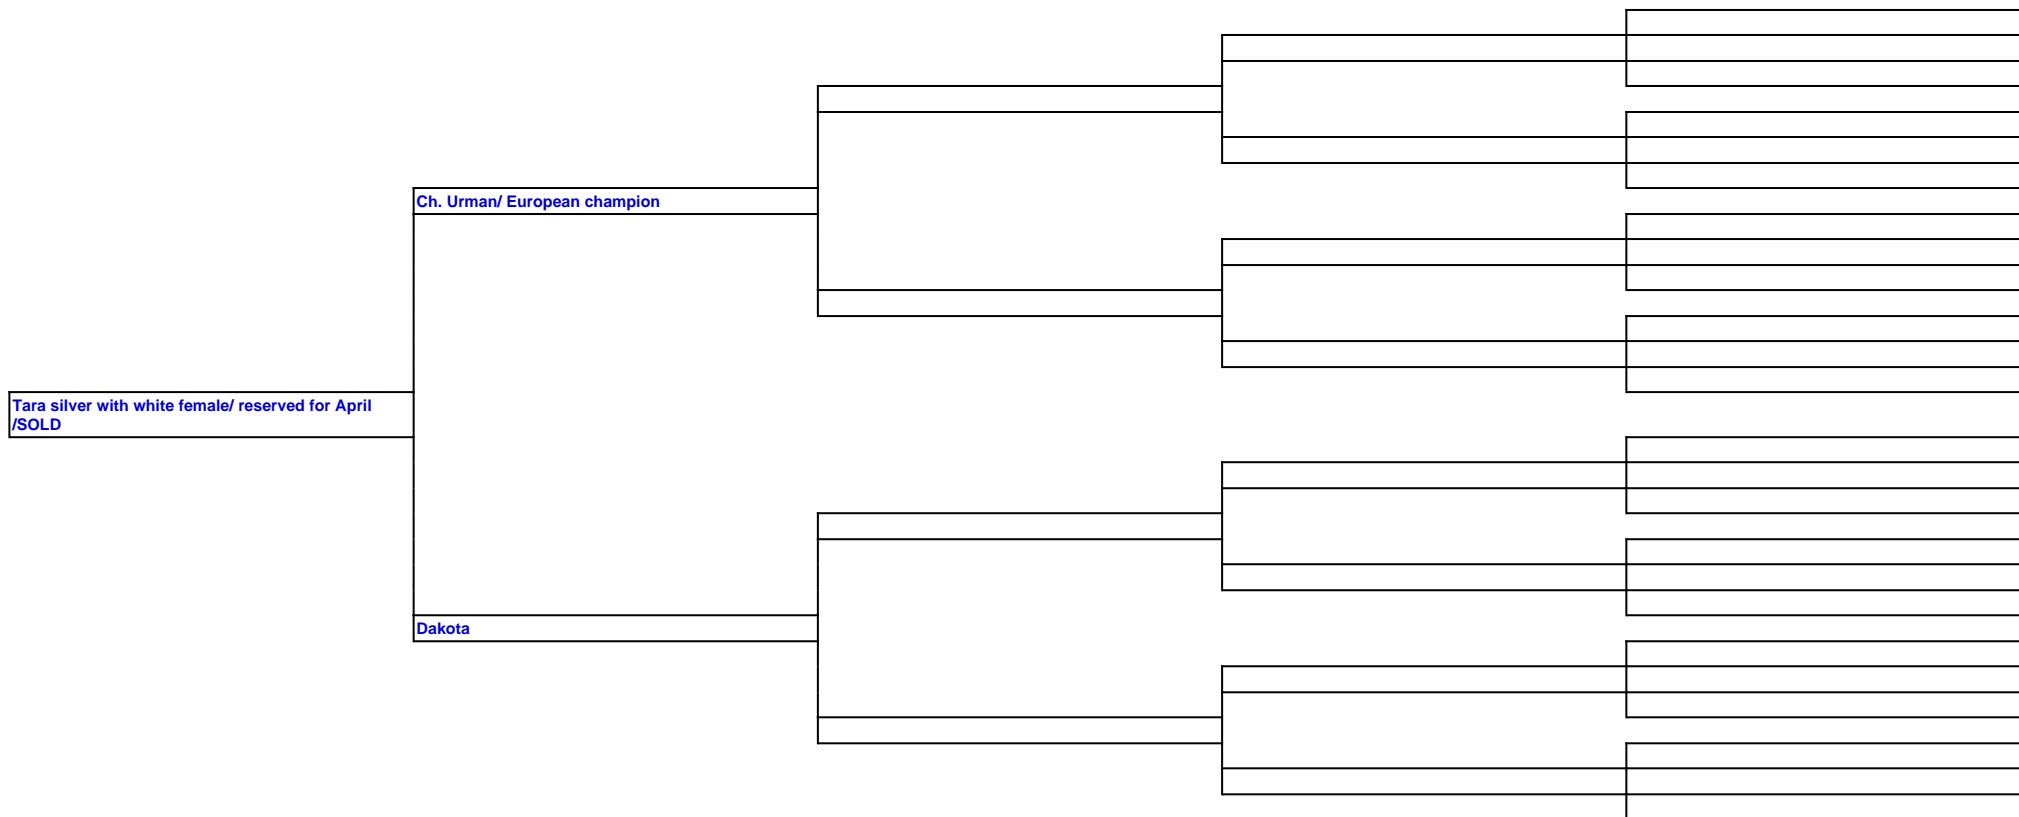 Ch. Urman/ European champion
Tara silver with white female/ reserved for April
/SOLD
Dakota